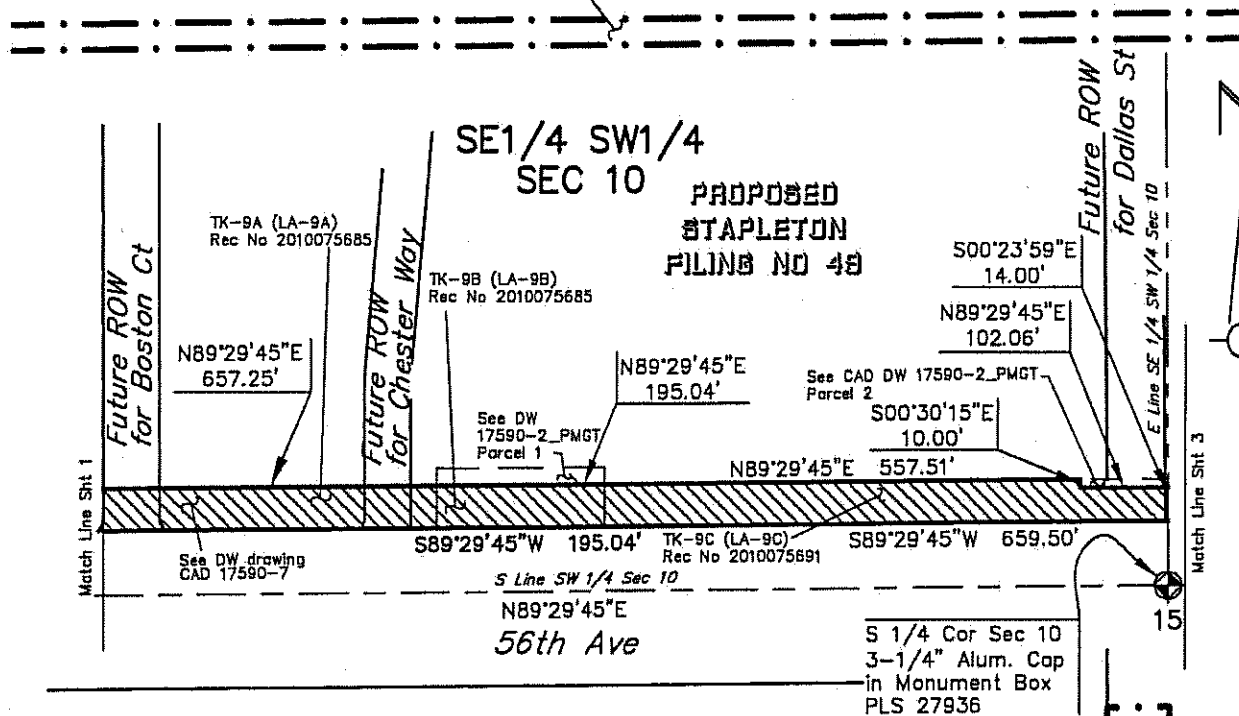 SE1/4 SW1/4
SEC 10
PROPOSED
STAPLETON
FILING NO 49
Future ROW
for Boston Ct
Future ROW
for Chester Way
Future ROW
for Dallas St
E Line SE 1/4 SW 1/4 Sec 10
TK-9A (LA-9A)
Rec No 2010075685
TK-9B (LA-9B)
Rec No 2010075685
S00°23'59"E
14.00'
N89°29'45"E
102.06'
N89°29'45"E
657.25'
N89°29'45"E
195.04'
See CAD DW 17590-2_PMGT
Parcel 2
See DW
17590-2_PMGT
Parcel 1
S00°30'15"E
10.00'
N89°29'45"E 557.51'
Match Line Sht 1
Match Line Sht 3
See DW drawing
CAD 17590-7
S89°29'45"W 195.04'
TK-9C (LA-9C)
Rec No 2010075691
S89°29'45"W 659.50'
S Line SW 1/4 Sec 10
N89°29'45"E
56th Ave
15
S 1/4 Cor Sec 10
3-1/4" Alum. Cap
in Monument Box
PLS 27936